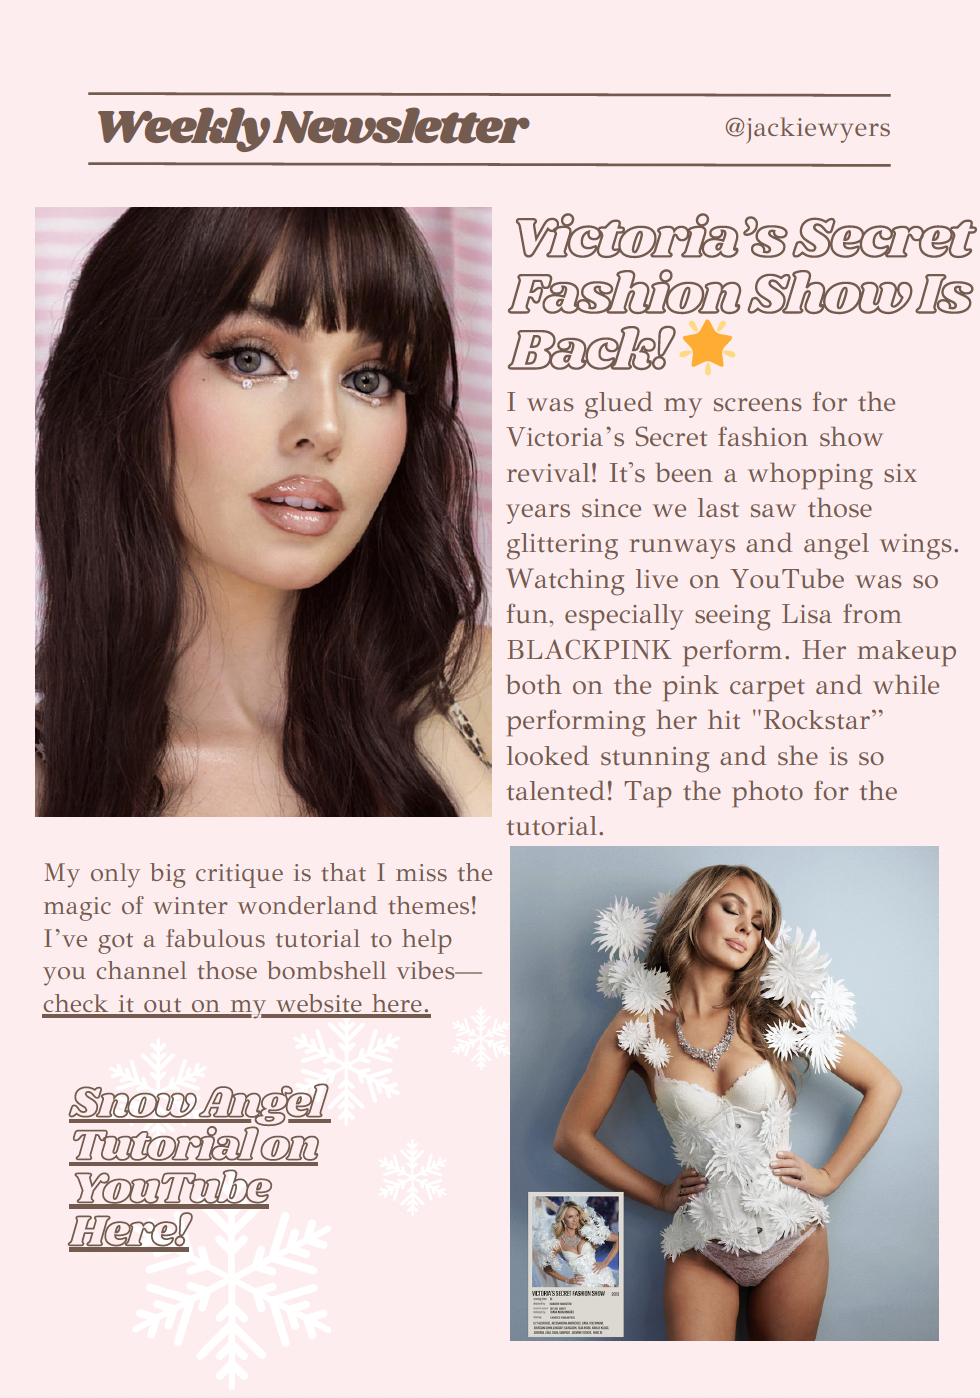 Weekly Newsletter
@jackiewyers
Victoria's Secret
Fashion Show Is
Back!
I was glued my screens for the
Victoria's Secret fashion show
revival! It's been a whopping six
years since we last saw those
glittering runways and angel wings.
Watching live on YouTube was so
fun, especially seeing Lisa from
BLACKPINK perform. Her makeup
both on the pink carpet and while
performing her hit "Rockstar”
looked stunning and she is so
talented! Tap the photo for the
tutorial.
My only big critique is that I miss the
magic of winter wonderland themes!
I've got a fabulous tutorial to help
you channel those bombshell vibes—
check it out on my website here.
Snow Angel
Tutorial on
YouTube
Here!
VICTORIA'S SECRET FASHION SHOW